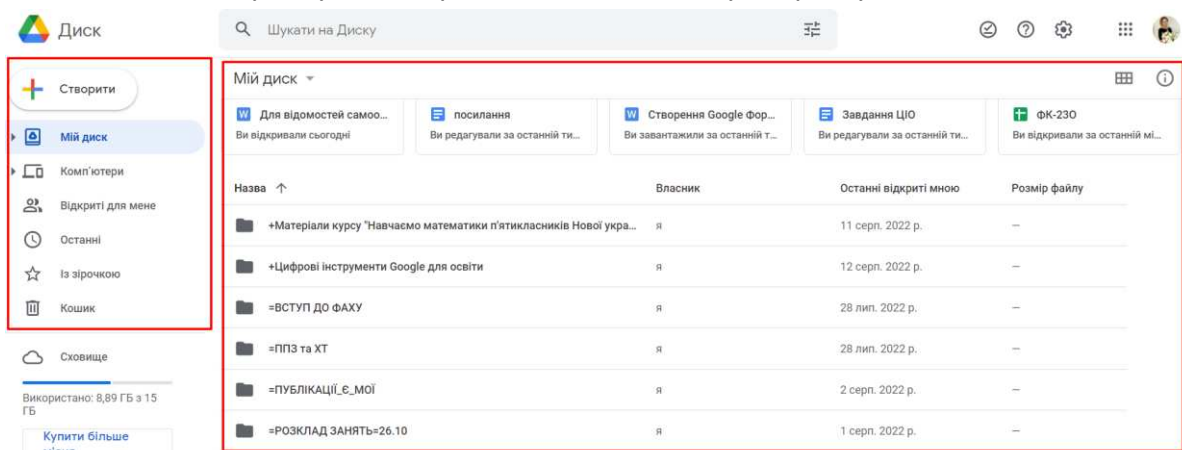 Диск
Шукати на Диску
Створити
Мій диск
Комп'ютери
Відкриті для мене
Останні
Із зірочкою
Кошик
Сховище
Використано: 8,89 ГБ з 15
ГБ
Купити більше
Мій диск
Для відомостей самоо...
Ви відкривали сьогодні
посилання
Ви редагували за останній ти...
Створення Google Фор...
Ви завантажили за останній т...
Завдання ЦІО
Ви редагували за останній ти...
ФК-23О
Ви відкривали за останній мі...
Назва Власник Останні відкриті мною Розмір файлу
+Матеріали курсу "Навчаємо математики п'ятикласників Нової укра... я 11 серп. 2022 р. —
+Цифрові інструменти Google для освіти я 12 серп. 2022 р. —
=ВСТУП ДО ФАХУ я 28 лип. 2022 р. —
=ППЗ та ХТ я 28 лип. 2022 р. —
=ПУБЛІКАЦІЇ_Є_МОЇ я 2 серп. 2022 р. —
=РОЗКЛАД ЗАНЯТЬ=26.10 я 1 серп. 2022 р. —